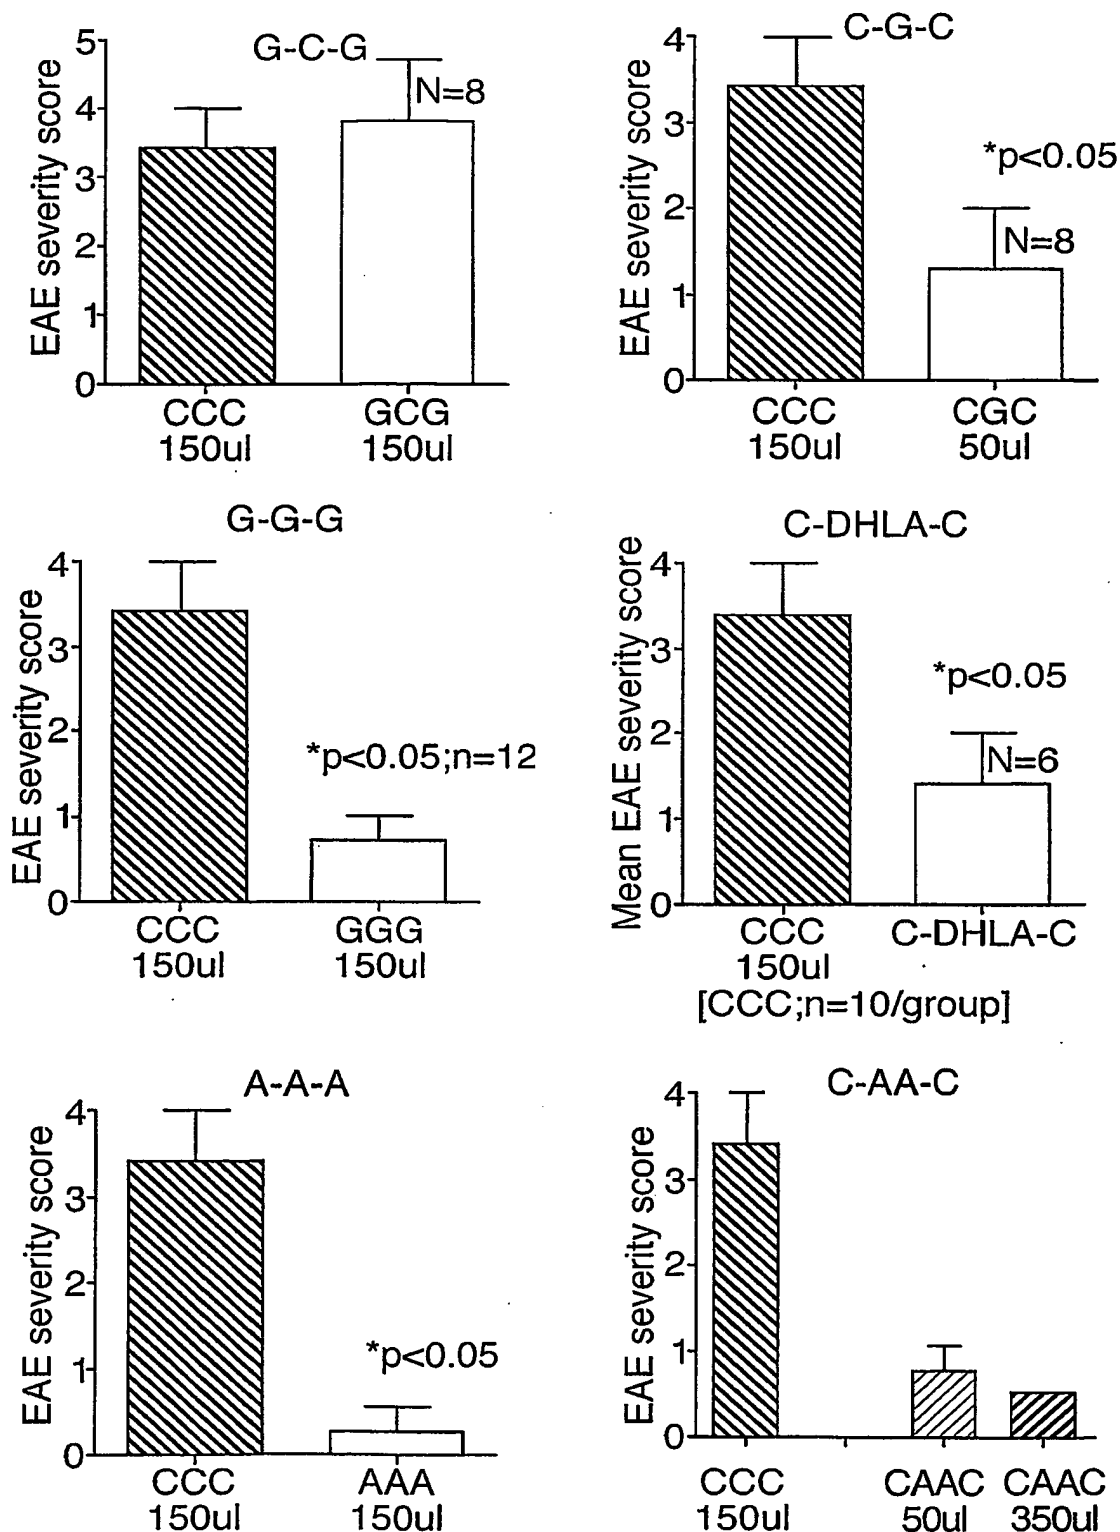 G-C-G
EAE severity score
5
4
3
2
1
0
N=8
CCC GCG
150ul 150ul
C-G-C
EAE severity score
4
3
2
1
0
*p<0.05
N=8
CCC CGC
150ul 50ul
G-G-G
EAE severity score
4
3
2
1
0
*p<0.05;n=12
CCC GGG
150ul 150ul
C-DHLA-C
Mean EAE severity score
4
3
2
1
0
*p<0.05
N=6
CCC C-DHLA-C
150ul
[CCC;n=10/group]
A-A-A
EAE severity score
4
3
2
1
0
*p<0.05
CCC AAA
150ul 150ul
C-AA-C
EAE severity score
4
3
2
1
0
CCC CAAC CAAC
150ul 50ul 350ul